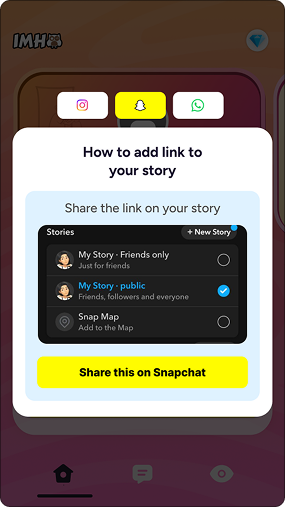 IMHO
How to add link to
your story
Share the link on your story
Stories
+ New Story
My Story · Friends only
Just for friends
My Story · public
Friends, followers and everyone
Snap Map
Add to the Map
Share this on Snapchat